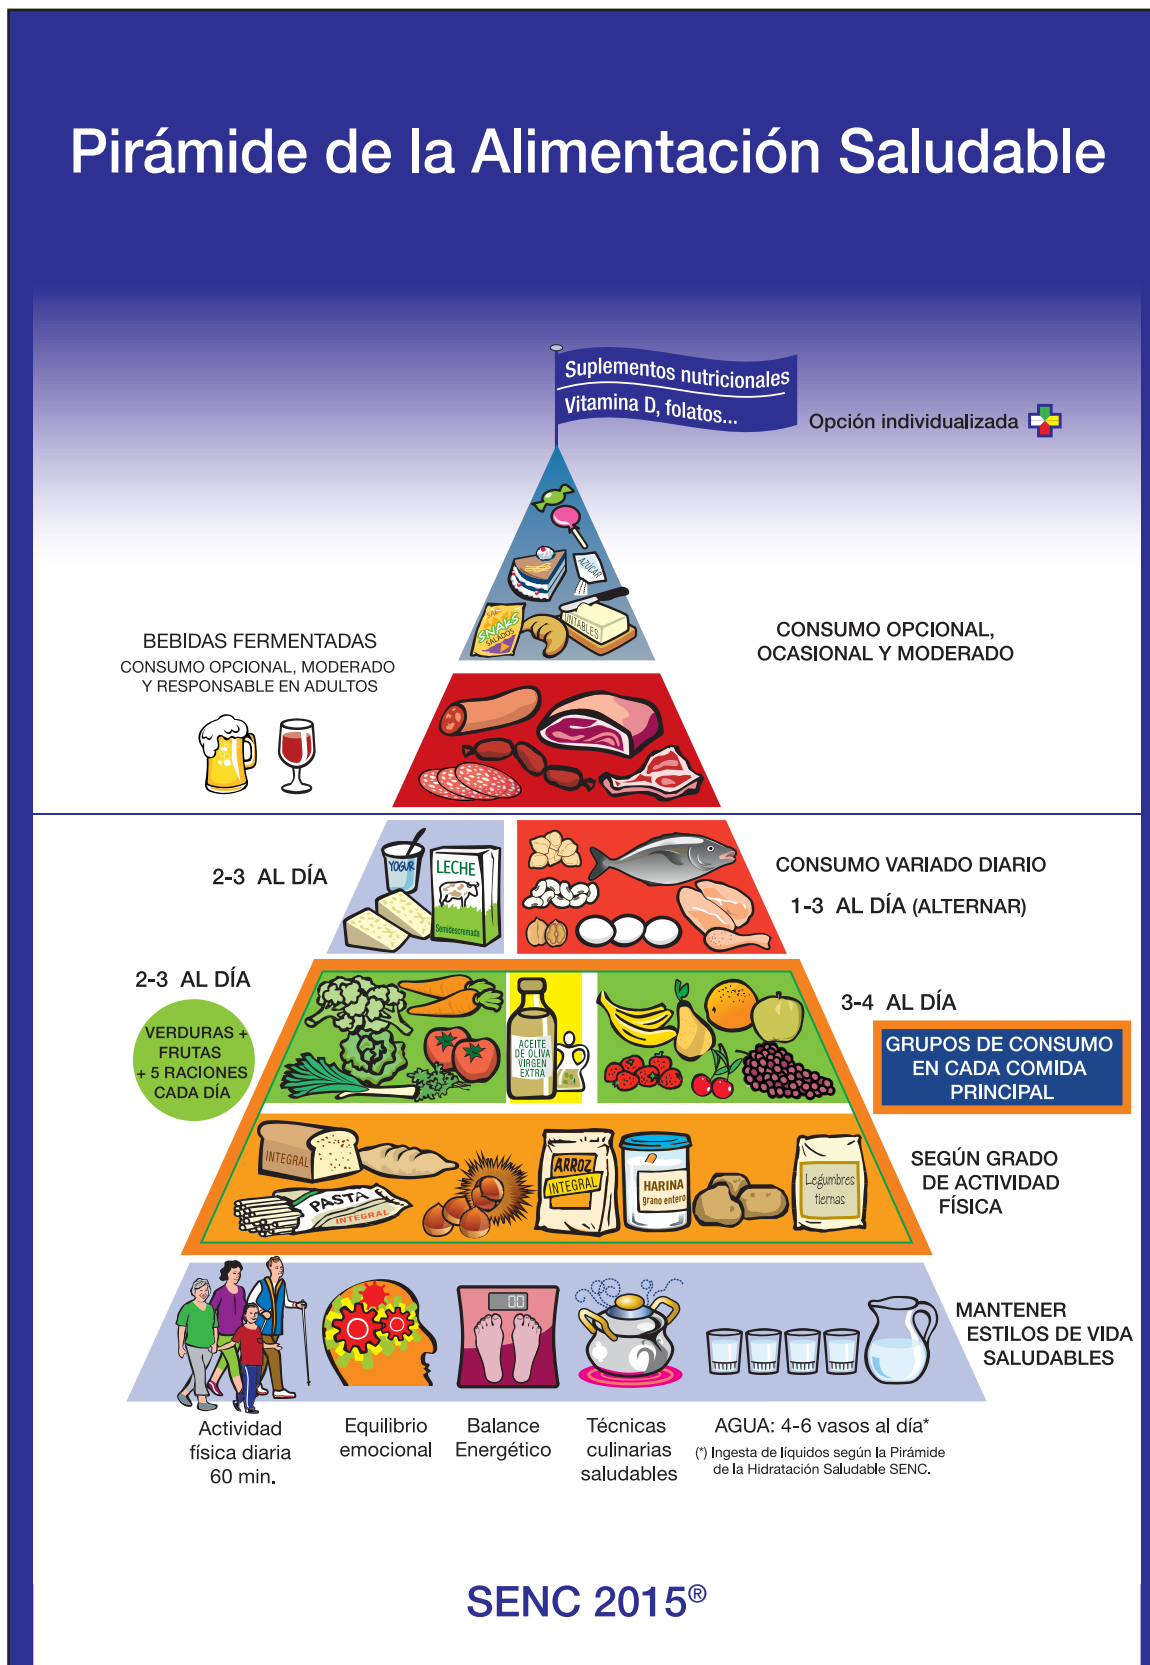 Pirámide de la Alimentación Saludable
Suplementos nutricionales
Vitamina D, folatos...
Opción individualizada
AZÚCAR
SNAKS
SALADOS
UNTABLES
BEBIDAS FERMENTADAS
CONSUMO OPCIONAL, MODERADO
Y RESPONSABLE EN ADULTOS
CONSUMO OPCIONAL,
OCASIONAL Y MODERADO
2-3 AL DÍA
YOGUR
LECHE
Semidescremada
CONSUMO VARIADO DIARIO
1-3 AL DÍA (ALTERNAR)
2-3 AL DÍA
VERDURAS +
FRUTAS
+ 5 RACIONES
CADA DÍA
ACEITE
DE OLIVA
VIRGEN
EXTRA
3-4 AL DÍA
GRUPOS DE CONSUMO
EN CADA COMIDA
PRINCIPAL
INTEGRAL
PASTA
INTEGRAL
ARROZ
INTEGRAL
HARINA
grano entero
Legumbres
tiernas
SEGÚN GRADO
DE ACTIVIDAD
FÍSICA
00
MANTENER
ESTILOS DE VIDA
SALUDABLES
Actividad
física diaria
60 min.
Equilibrio
emocional
Balance
Energético
Técnicas
culinarias
saludables
AGUA: 4-6 vasos al día*
(*) Ingesta de líquidos según la Pirámide
de la Hidratación Saludable SENC.
SENC 2015®